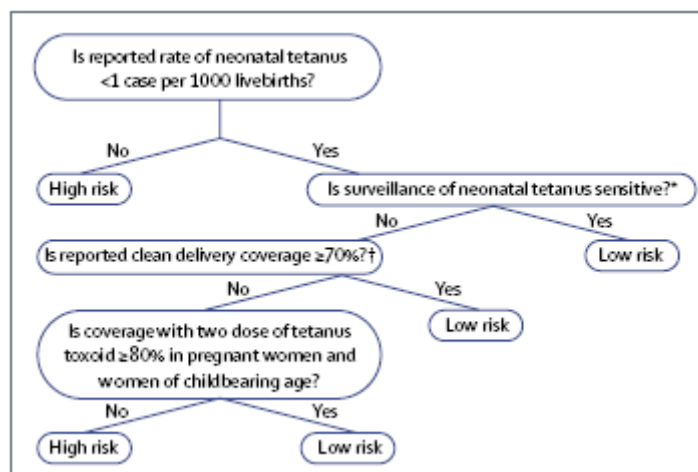 Is reported rate of neonatal tetanus
<1 case per 1000 livebirths?
No
Yes
High risk
Is surveillance of neonatal tetanus sensitive?*
No
Yes
Is reported clean delivery coverage ≥70%?†
Low risk
No
Yes
Is coverage with two dose of tetanus
toxoid ≥80% in pregnant women and
women of childbearing age?
Low risk
No
Yes
High risk
Low risk